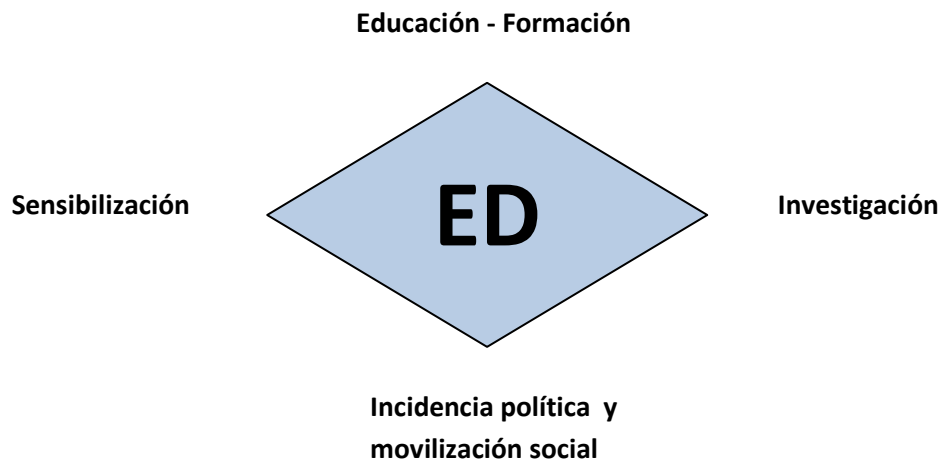 Educación - Formación
Sensibilización
ED
Investigación
Incidencia política y
movilización social